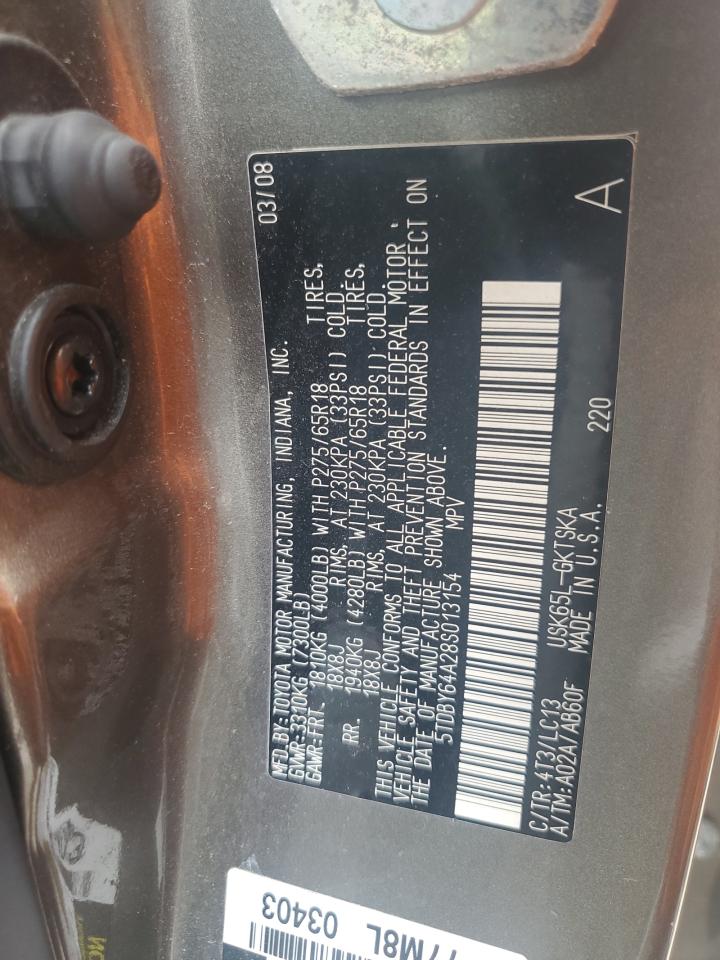 MFD.BY:TOYOTA MOTOR MANUFACTURING, INDIANA, INC. 03/08
GVWR:3310KG(7300LB)
GAWR:FRT. 1810KG (4000LB) WITH P275/65R18 TIRES,
18X8J RIMS, AT 230KPA (33PSI) COLD
RR. 1940KG (4280LB) WITH P275/65R18 TIRES,
18X8J RIMS, AT 230KPA (33PSI) COLD.
THIS VEHICLE CONFORMS TO ALL APPLICABLE FEDERAL MOTOR
VEHICLE SAFETY AND THEFT PREVENTION STANDARDS IN EFFECT ON
THE DATE OF MANUFACTURE SHOWN ABOVE.
5TDBY64A28S013154 MPV
C/TR:4T3/LC13 USK65L-GKTSKA
A/TM:A02A/AB60F MADE IN U.S.A. 220 A
03403
77M8L